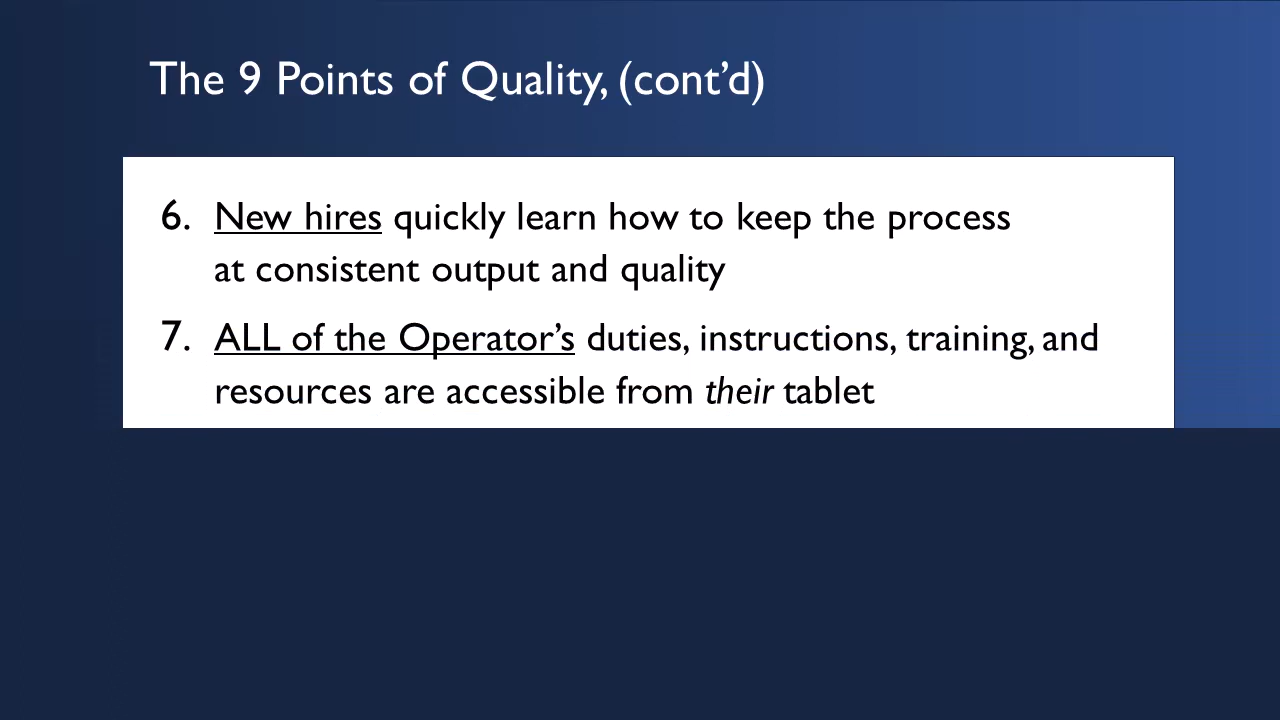 The 9 Points of Quality, (cont’d)
6. New hires quickly learn how to keep the process
at consistent output and quality
7. ALL of the Operator’s duties, instructions, training, and
resources are accessible from their tablet